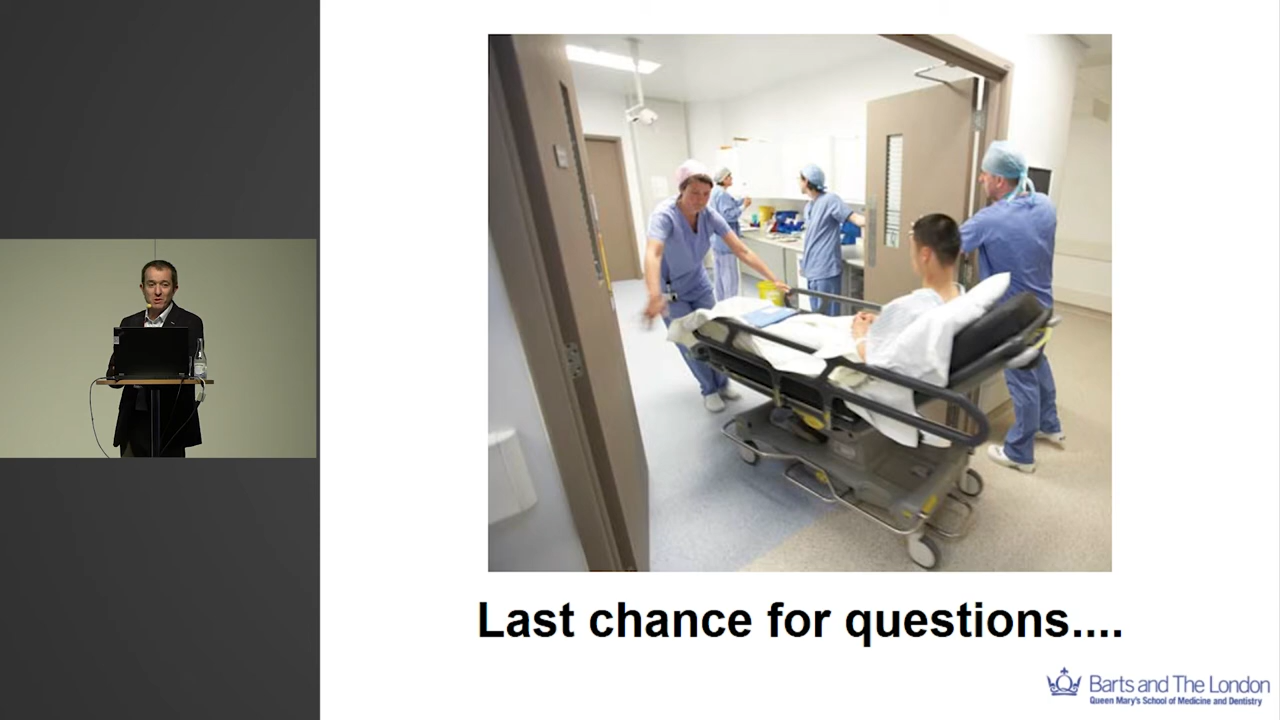 Last chance for questions....
Barts and The London
Queen Mary's School of Medicine and Dentistry